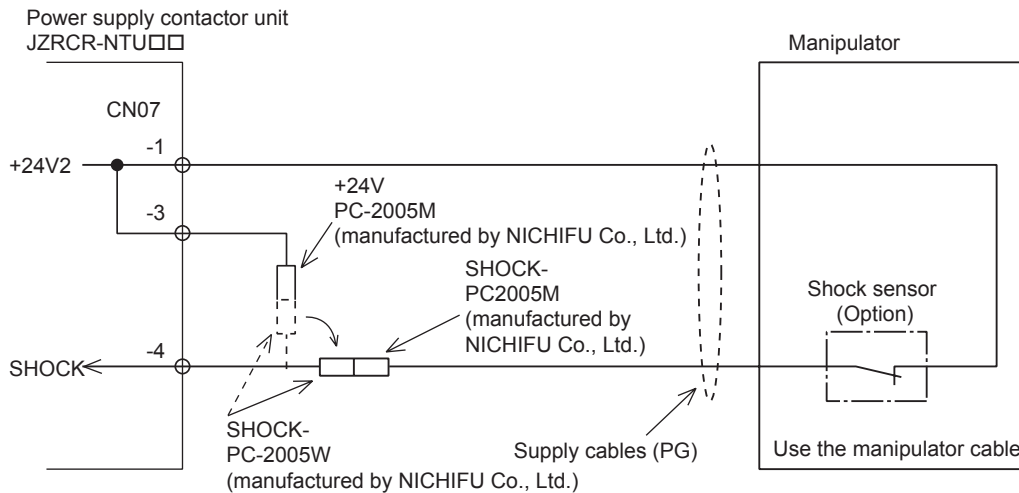 Power supply contactor unit
JZRCR-NTU□□
Manipulator
CN07
-1
+24V2
+24V
PC-2005M
(manufactured by NICHIFU Co., Ltd.)
-3
SHOCK-
PC2005M
(manufactured by
NICHIFU Co., Ltd.)
Shock sensor
(Option)
-4
SHOCK
SHOCK-
PC-2005W
(manufactured by NICHIFU Co., Ltd.)
Supply cables (PG)
Use the manipulator cable